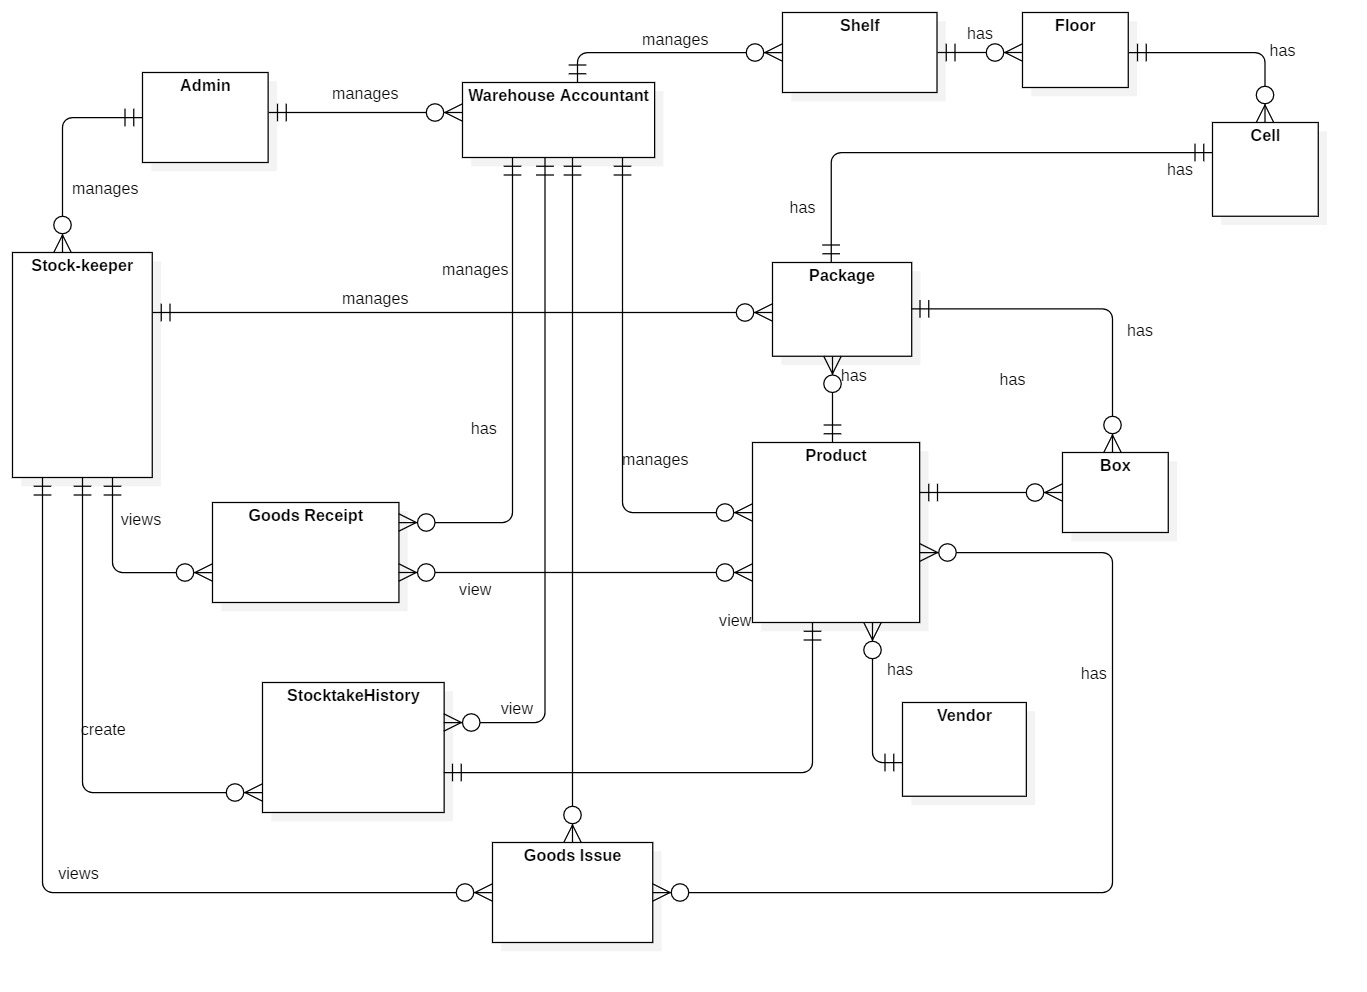 Shelf
Floor
manages
has
has
Admin
Warehouse Accountant
manages
Cell
has
manages
has
Stock-keeper
manages
Package
manages
has
has
has
has
manages
Product
Box
Goods Receipt
views
view
view
has
has
StocktakeHistory
view
Vendor
create
Goods Issue
views